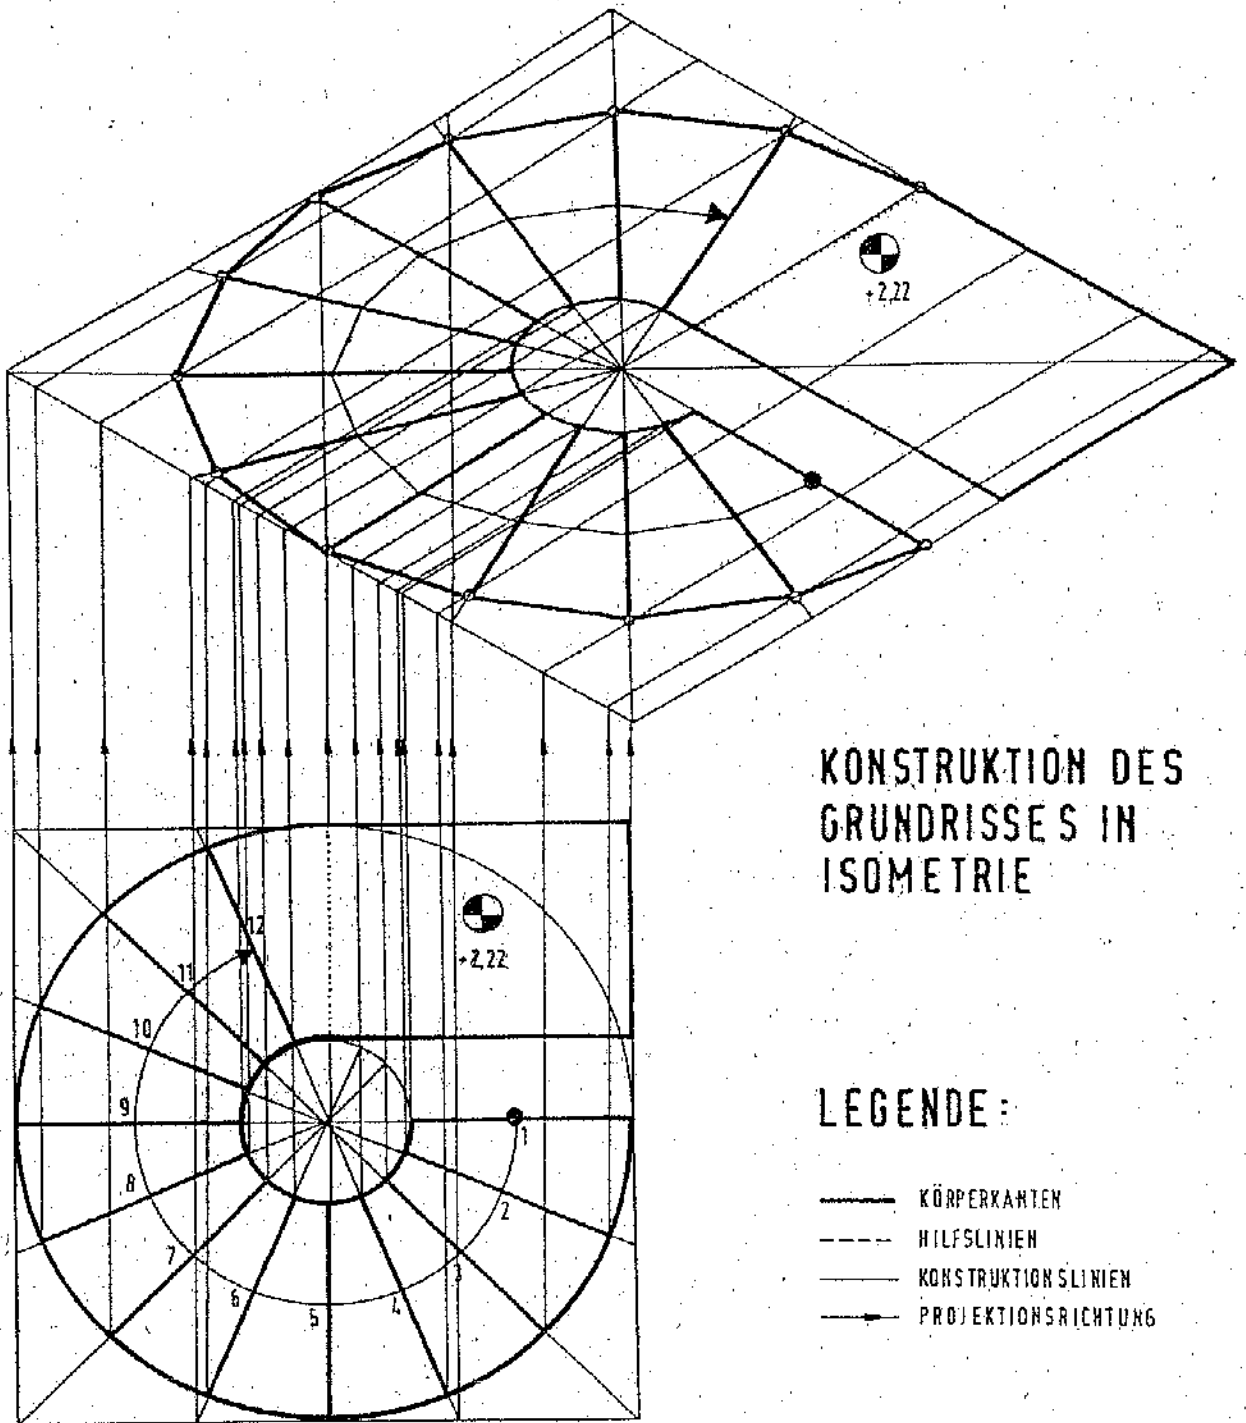 +2,22
KONSTRUKTION DES
GRUNDRISSES IN
ISOMETRIE
12
+2,22
11
10
9
1
8
2
7
3
6
5
4
LEGENDE:
KÖRPERKANTEN
HILFSLINIEN
KONSTRUKTIONSLINIEN
PROJEKTIONSRICHTUNG